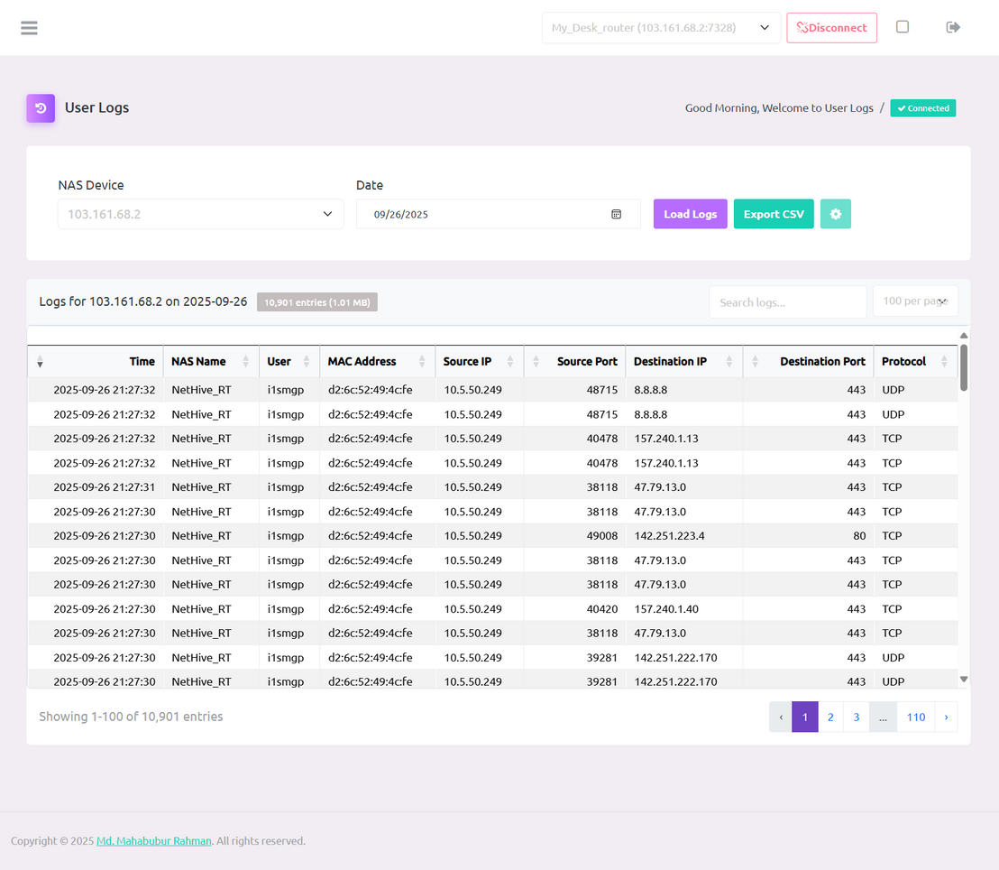 My_Desk_router (103.161.68.2:7328) Disconnect
User Logs Good Morning, Welcome to User Logs / Connected
NAS Device Date
103.161.68.2 09/26/2025 Load Logs Export CSV
Logs for 103.161.68.2 on 2025-09-26 10,901 entries (1.01 MB) Search logs... 100 per page
Time NAS Name User MAC Address Source IP Source Port Destination IP Destination Port Protocol
2025-09-26 21:27:32 NetHive_RT i1smgp d2:6c:52:49:4c:fe 10.5.50.249 48715 8.8.8.8 443 UDP
2025-09-26 21:27:32 NetHive_RT i1smgp d2:6c:52:49:4c:fe 10.5.50.249 48715 8.8.8.8 443 UDP
2025-09-26 21:27:32 NetHive_RT i1smgp d2:6c:52:49:4c:fe 10.5.50.249 40478 157.240.1.13 443 TCP
2025-09-26 21:27:32 NetHive_RT i1smgp d2:6c:52:49:4c:fe 10.5.50.249 40478 157.240.1.13 443 TCP
2025-09-26 21:27:31 NetHive_RT i1smgp d2:6c:52:49:4c:fe 10.5.50.249 38118 47.79.13.0 443 TCP
2025-09-26 21:27:30 NetHive_RT i1smgp d2:6c:52:49:4c:fe 10.5.50.249 38118 47.79.13.0 443 TCP
2025-09-26 21:27:30 NetHive_RT i1smgp d2:6c:52:49:4c:fe 10.5.50.249 49008 142.251.223.4 80 TCP
2025-09-26 21:27:30 NetHive_RT i1smgp d2:6c:52:49:4c:fe 10.5.50.249 38118 47.79.13.0 443 TCP
2025-09-26 21:27:30 NetHive_RT i1smgp d2:6c:52:49:4c:fe 10.5.50.249 38118 47.79.13.0 443 TCP
2025-09-26 21:27:30 NetHive_RT i1smgp d2:6c:52:49:4c:fe 10.5.50.249 40420 157.240.1.40 443 TCP
2025-09-26 21:27:30 NetHive_RT i1smgp d2:6c:52:49:4c:fe 10.5.50.249 38118 47.79.13.0 443 TCP
2025-09-26 21:27:30 NetHive_RT i1smgp d2:6c:52:49:4c:fe 10.5.50.249 39281 142.251.222.170 443 UDP
2025-09-26 21:27:30 NetHive_RT i1smgp d2:6c:52:49:4c:fe 10.5.50.249 39281 142.251.222.170 443 UDP
Showing 1-100 of 10,901 entries ‹ 1 2 3 ... 110 ›
Copyright © 2025 Md. Mahabubur Rahman. All rights reserved.